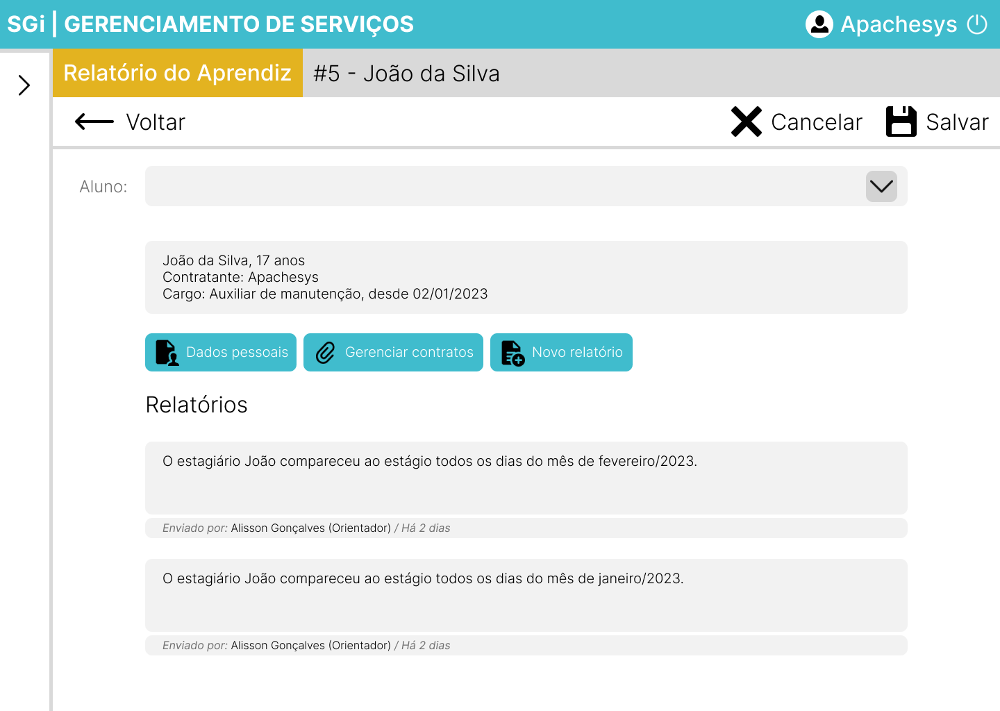 SGi | GERENCIAMENTO DE SERVIÇOS
Apachesys
Relatório do Aprendiz
#5 - João da Silva
Voltar
Cancelar
Salvar
Aluno:
João da Silva, 17 anos
Contratante: Apachesys
Cargo: Auxiliar de manutenção, desde 02/01/2023
Dados pessoais
Gerenciar contratos
Novo relatório
Relatórios
O estagiário João compareceu ao estágio todos os dias do mês de fevereiro/2023.
Enviado por: Alisson Gonçalves (Orientador) / Há 2 dias
O estagiário João compareceu ao estágio todos os dias do mês de janeiro/2023.
Enviado por: Alisson Gonçalves (Orientador) / Há 2 dias